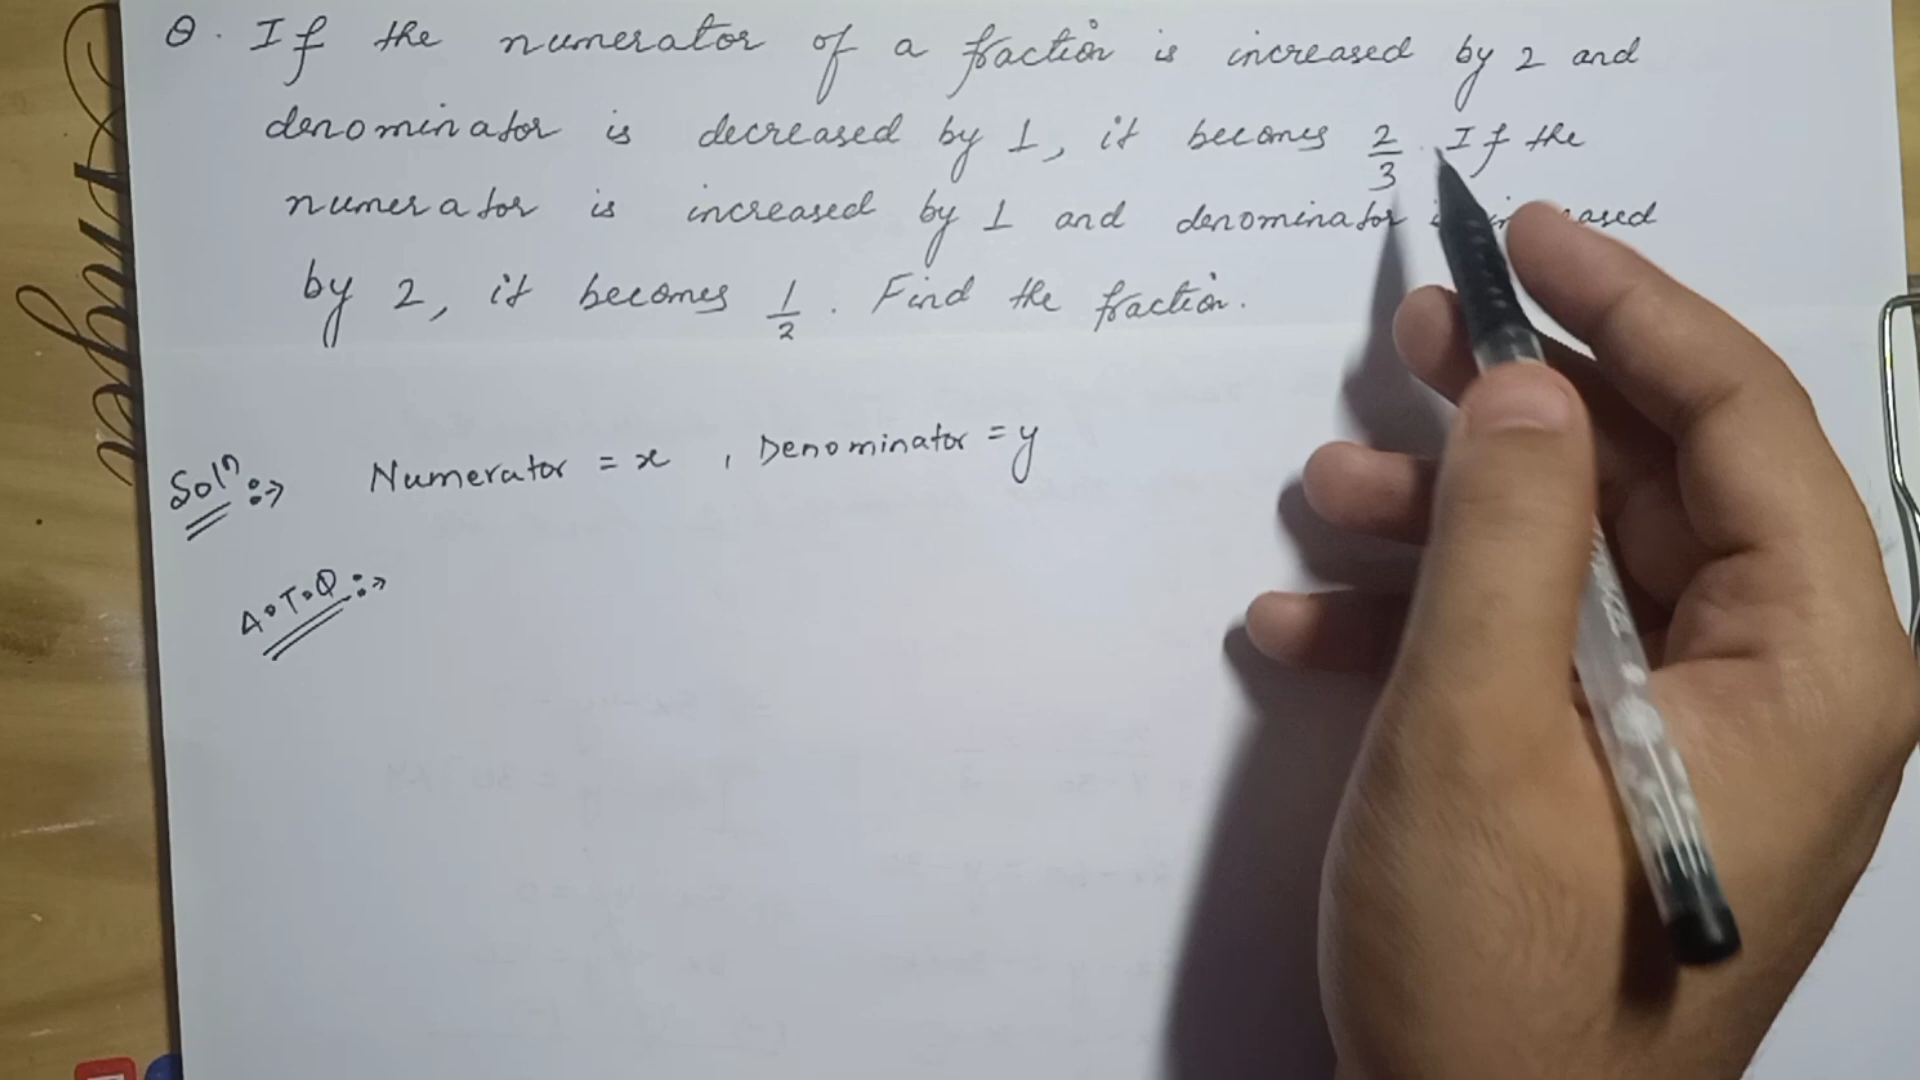 Q. If the numerator of a fraction is increased by 2 and
denominator is decreased by 1, it becomes 2/3. If the
numerator is increased by 1 and denominator
by 2, it becomes 1/2. Find the fraction.
Solⁿ :→ Numerator = x , Denominator = y
A.T.Q :→